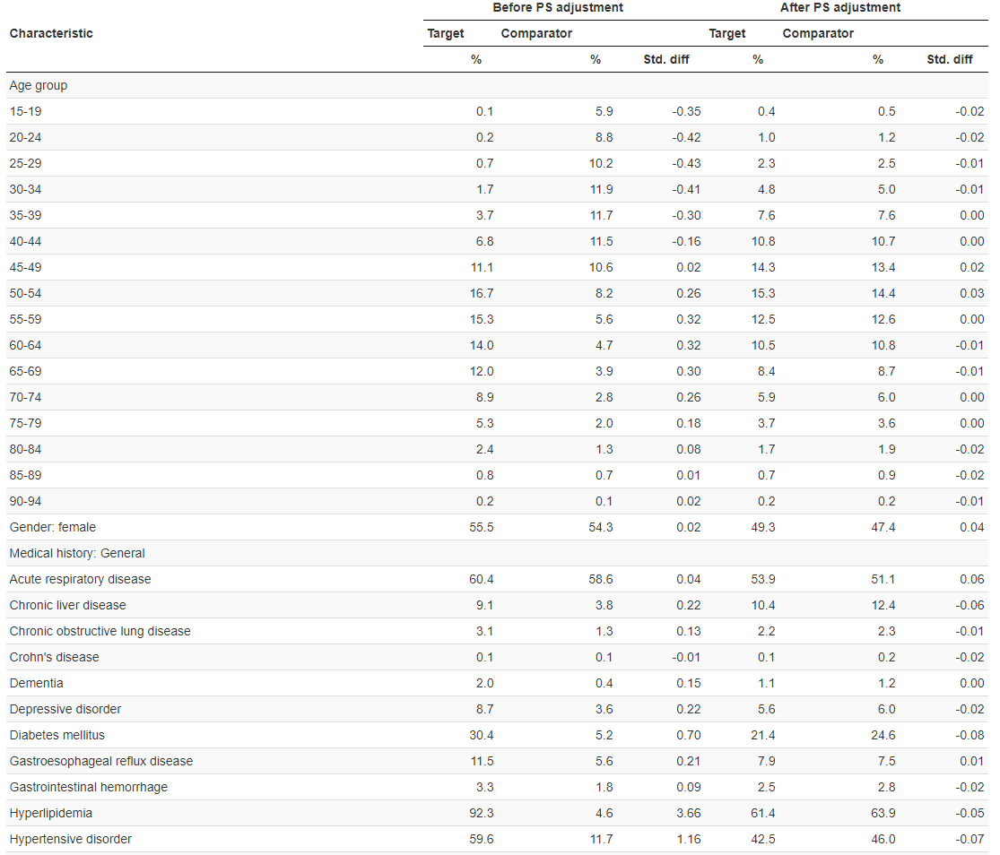 Before PS adjustment After PS adjustment
Characteristic Target Comparator Target Comparator
% % Std. diff % % Std. diff
Age group
15-19 0.1 5.9 -0.35 0.4 0.5 -0.02
20-24 0.2 8.8 -0.42 1.0 1.2 -0.02
25-29 0.7 10.2 -0.43 2.3 2.5 -0.01
30-34 1.7 11.9 -0.41 4.8 5.0 -0.01
35-39 3.7 11.7 -0.30 7.6 7.6 0.00
40-44 6.8 11.5 -0.16 10.8 10.7 0.00
45-49 11.1 10.6 0.02 14.3 13.4 0.02
50-54 16.7 8.2 0.26 15.3 14.4 0.03
55-59 15.3 5.6 0.32 12.5 12.6 0.00
60-64 14.0 4.7 0.32 10.5 10.8 -0.01
65-69 12.0 3.9 0.30 8.4 8.7 -0.01
70-74 8.9 2.8 0.26 5.9 6.0 0.00
75-79 5.3 2.0 0.18 3.7 3.6 0.00
80-84 2.4 1.3 0.08 1.7 1.9 -0.02
85-89 0.8 0.7 0.01 0.7 0.9 -0.02
90-94 0.2 0.1 0.02 0.2 0.2 -0.01
Gender: female 55.5 54.3 0.02 49.3 47.4 0.04
Medical history: General
Acute respiratory disease 60.4 58.6 0.04 53.9 51.1 0.06
Chronic liver disease 9.1 3.8 0.22 10.4 12.4 -0.06
Chronic obstructive lung disease 3.1 1.3 0.13 2.2 2.3 -0.01
Crohn's disease 0.1 0.1 -0.01 0.1 0.2 -0.02
Dementia 2.0 0.4 0.15 1.1 1.2 0.00
Depressive disorder 8.7 3.6 0.22 5.6 6.0 -0.02
Diabetes mellitus 30.4 5.2 0.70 21.4 24.6 -0.08
Gastroesophageal reflux disease 11.5 5.6 0.21 7.9 7.5 0.01
Gastrointestinal hemorrhage 3.3 1.8 0.09 2.5 2.8 -0.02
Hyperlipidemia 92.3 4.6 3.66 61.4 63.9 -0.05
Hypertensive disorder 59.6 11.7 1.16 42.5 46.0 -0.07